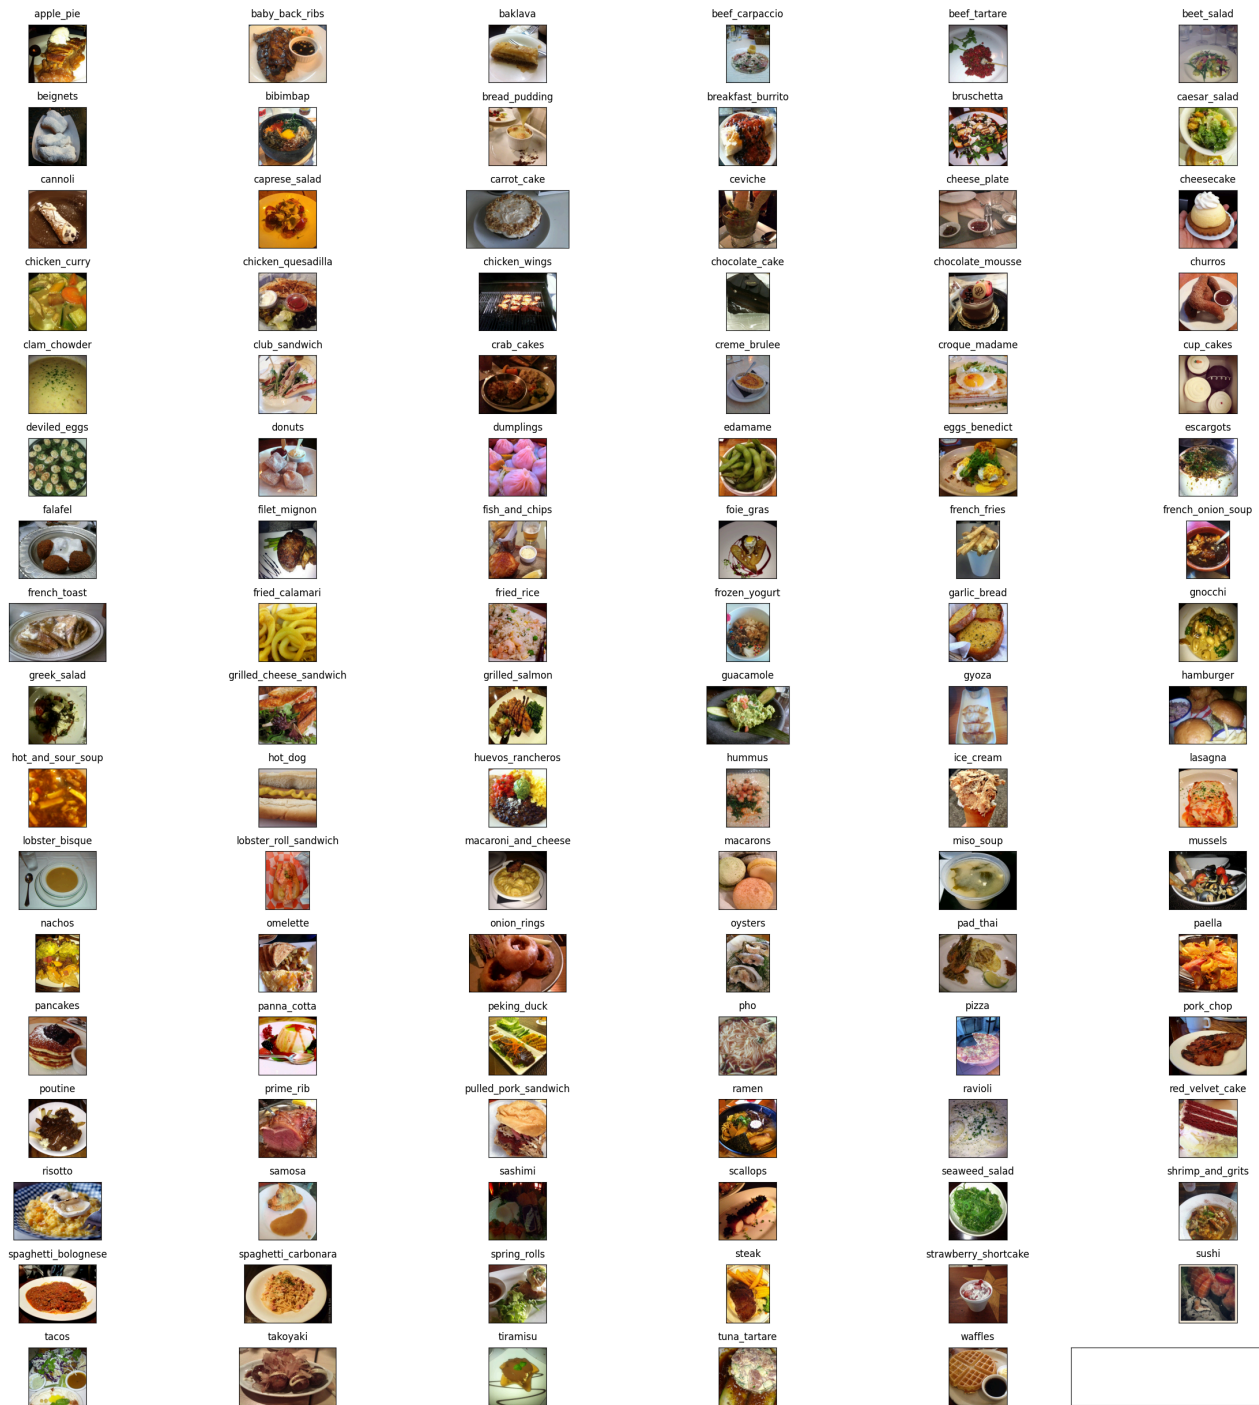 apple_pie baby_back_ribs baklava beef_carpaccio beef_tartare beet_salad
beignets bibimbap bread_pudding breakfast_burrito bruschetta caesar_salad
cannoli caprese_salad carrot_cake ceviche cheese_plate cheesecake
chicken_curry chicken_quesadilla chicken_wings chocolate_cake chocolate_mousse churros
clam_chowder club_sandwich crab_cakes creme_brulee croque_madame cup_cakes
deviled_eggs donuts dumplings edamame eggs_benedict escargots
falafel filet_mignon fish_and_chips foie_gras french_fries french_onion_soup
french_toast fried_calamari fried_rice frozen_yogurt garlic_bread gnocchi
greek_salad grilled_cheese_sandwich grilled_salmon guacamole gyoza hamburger
hot_and_sour_soup hot_dog huevos_rancheros hummus ice_cream lasagna
lobster_bisque lobster_roll_sandwich macaroni_and_cheese macarons miso_soup mussels
nachos omelette onion_rings oysters pad_thai paella
pancakes panna_cotta peking_duck pho pizza pork_chop
poutine prime_rib pulled_pork_sandwich ramen ravioli red_velvet_cake
risotto samosa sashimi scallops seaweed_salad shrimp_and_grits
spaghetti_bolognese spaghetti_carbonara spring_rolls steak strawberry_shortcake sushi
tacos takoyaki tiramisu tuna_tartare waffles